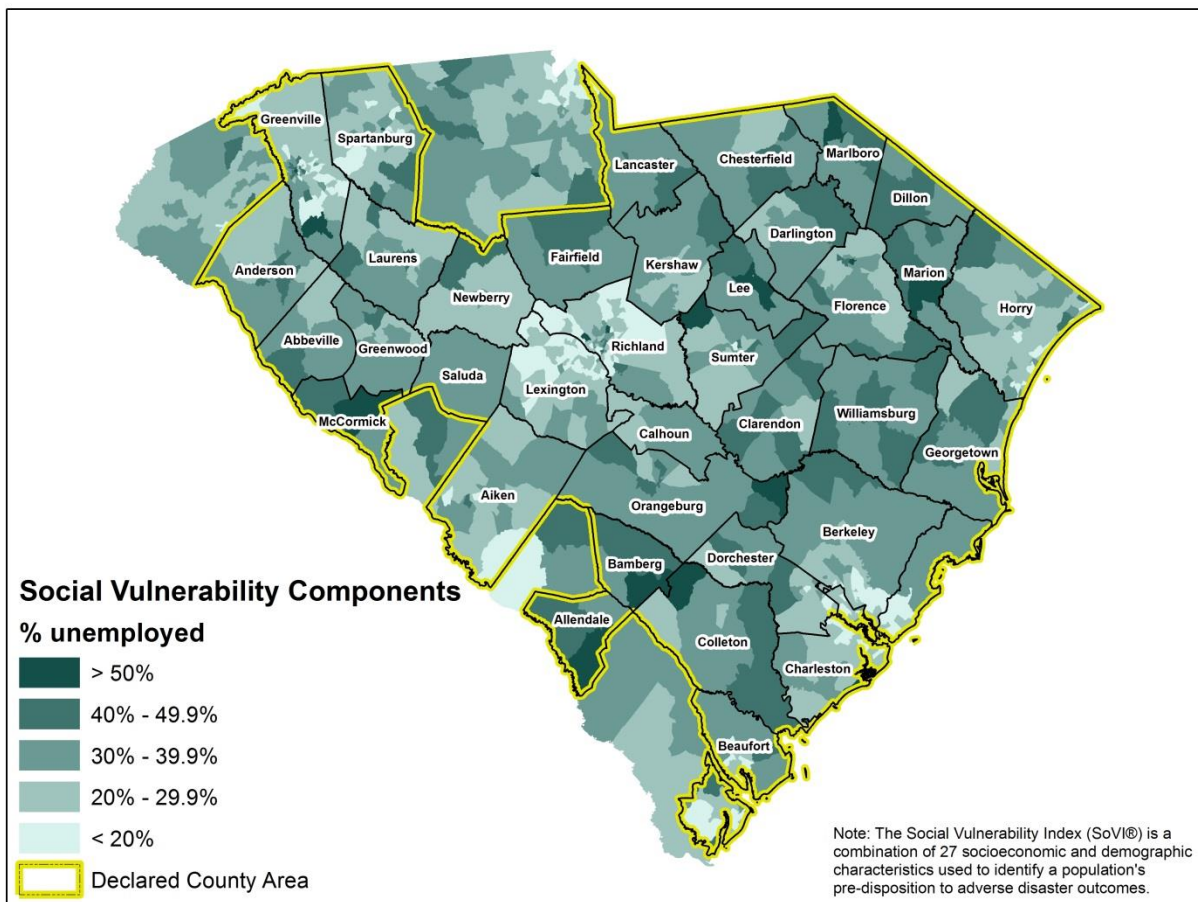 Greenville
Spartanburg
Lancaster
Chesterfield
Marlboro
Dillon
Darlington
Anderson
Laurens
Fairfield
Kershaw
Lee
Marion
Newberry
Florence
Horry
Abbeville
Greenwood
Richland
Sumter
Saluda
Lexington
McCormick
Calhoun
Clarendon
Williamsburg
Georgetown
Aiken
Orangeburg
Berkeley
Bamberg
Dorchester
Allendale
Colleton
Charleston
Beaufort
Social Vulnerability Components
% unemployed
> 50%
40% - 49.9%
30% - 39.9%
20% - 29.9%
< 20%
Declared County Area
Note: The Social Vulnerability Index (SoVI®) is a
combination of 27 socioeconomic and demographic
characteristics used to identify a population's
pre-disposition to adverse disaster outcomes.